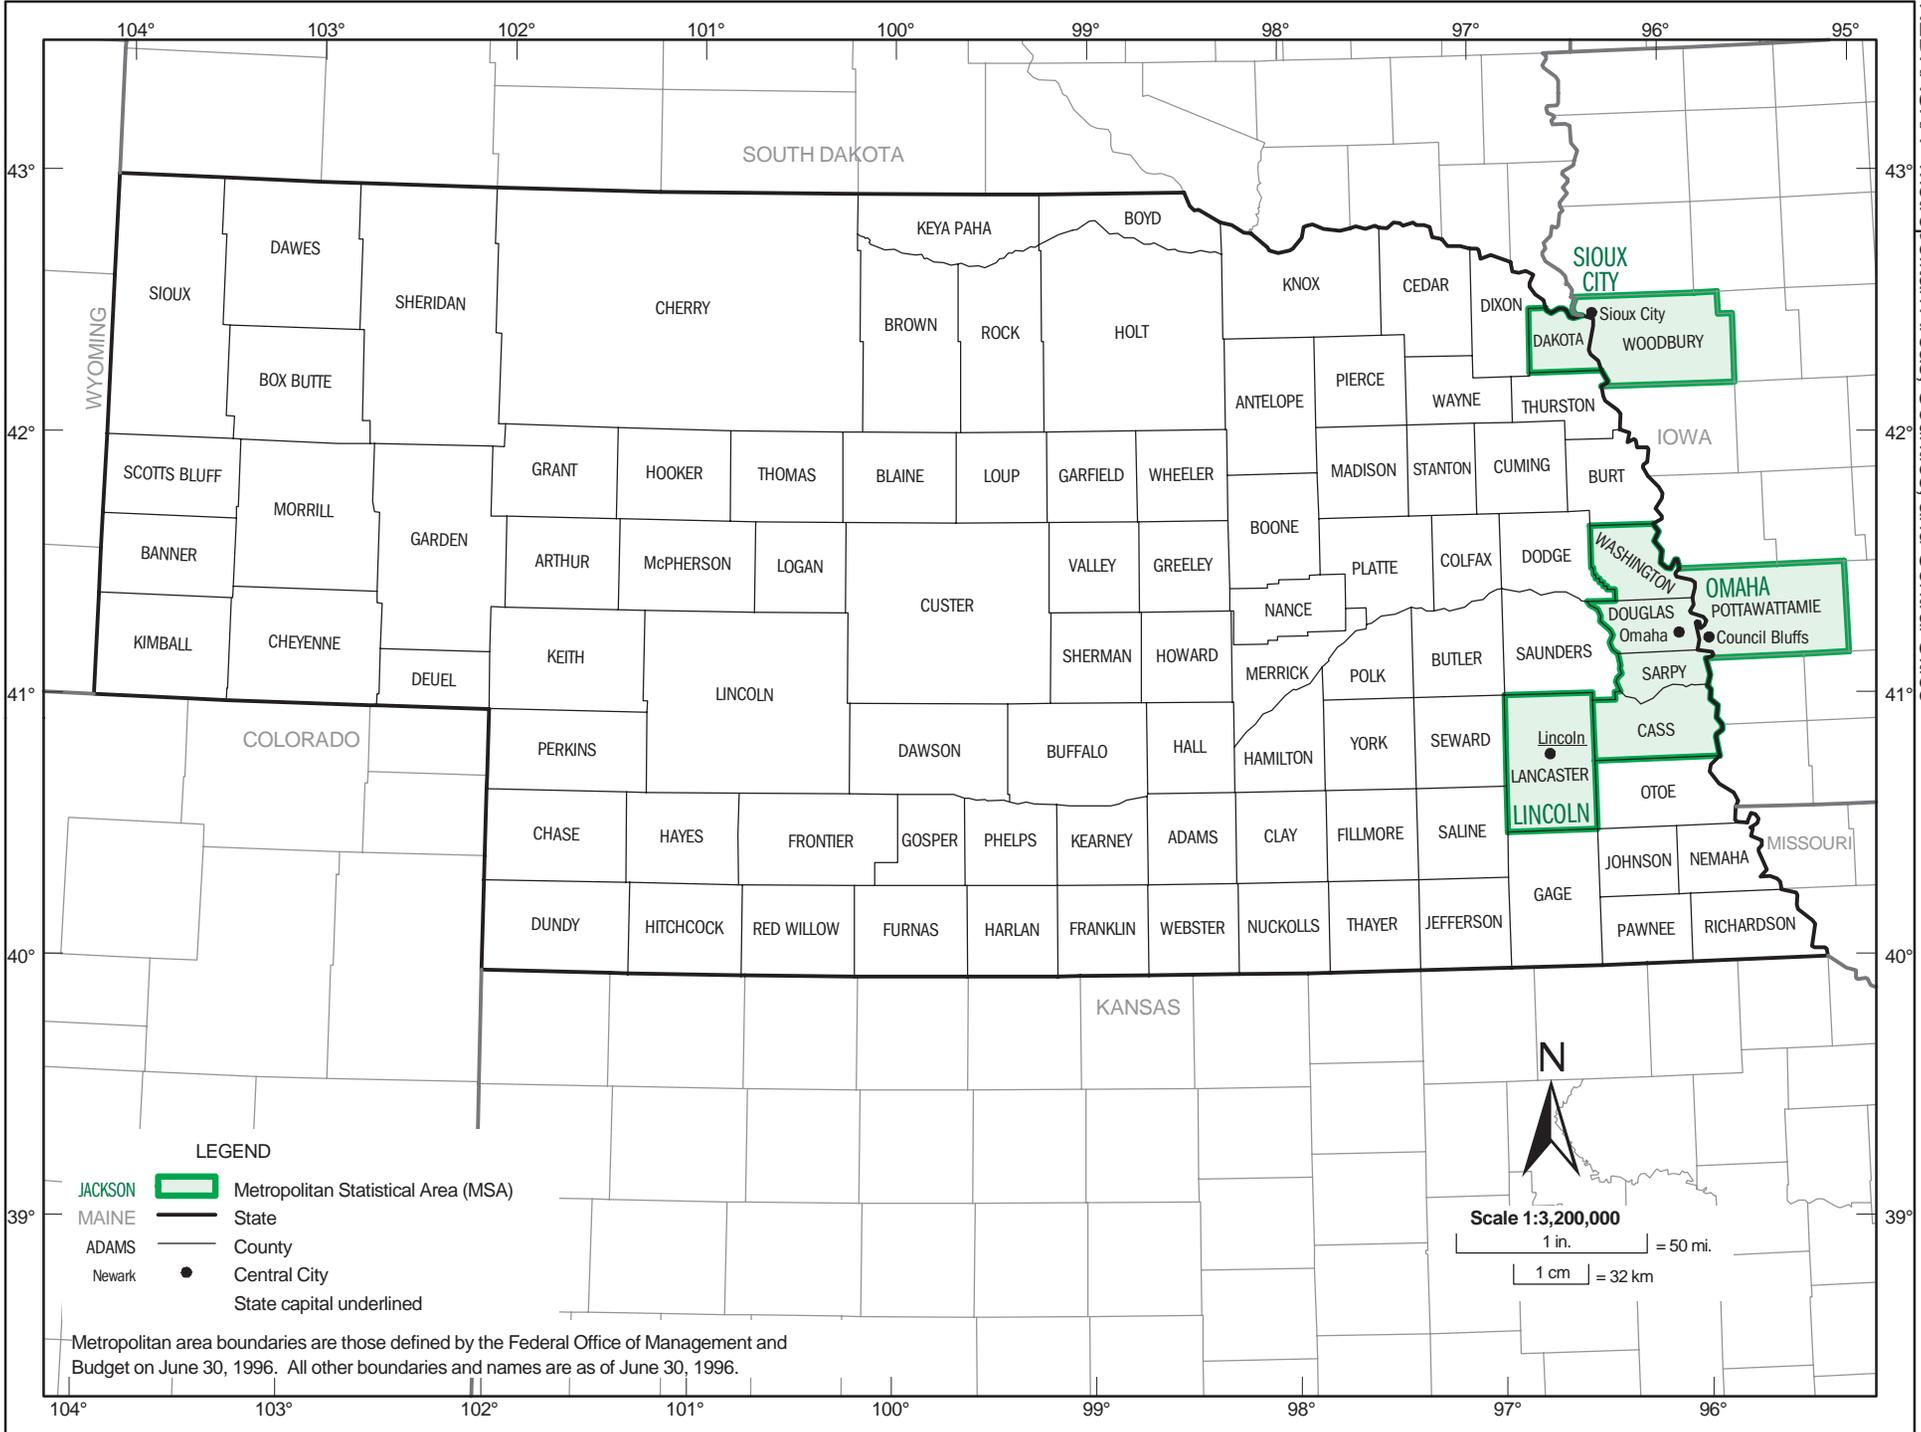 104° 103° 102° 101° 100° 99° 98° 97° 96° 95°
SOUTH DAKOTA
43° 43°
BOYD
KEYA PAHA
DAWES
SIOUX
CITY
KNOX CEDAR
SIOUX SHERIDAN CHERRY DIXON
Sioux City
BROWN ROCK HOLT
DAKOTA WOODBURY
WYOMING
BOX BUTTE PIERCE
ANTELOPE WAYNE THURSTON
42° IOWA 42°
SCOTTS BLUFF GRANT HOOKER THOMAS BLAINE LOUP GARFIELD WHEELER MADISON STANTON CUMING BURT
MORRILL
BOONE
GARDEN
BANNER ARTHUR McPHERSON LOGAN VALLEY GREELEY PLATTE COLFAX DODGE WASHINGTON
OMAHA
CUSTER NANCE DOUGLAS POTTAWATTAMIE
Omaha Council Bluffs
KIMBALL CHEYENNE KEITH SHERMAN HOWARD BUTLER SAUNDERS
DEUEL LINCOLN MERRICK POLK SARPY
41° 41°
COLORADO PERKINS DAWSON BUFFALO HALL HAMILTON YORK SEWARD Lincoln CASS
LANCASTER
OTOE
LINCOLN
CHASE HAYES FRONTIER GOSPER PHELPS KEARNEY ADAMS CLAY FILLMORE SALINE
MISSOURI
JOHNSON NEMAHA
GAGE
DUNDY HITCHCOCK RED WILLOW FURNAS HARLAN FRANKLIN WEBSTER NUCKOLLS THAYER JEFFERSON PAWNEE RICHARDSON
40° 40°
KANSAS
N
LEGEND
JACKSON Metropolitan Statistical Area (MSA)
MAINE State
ADAMS County
Newark Central City
State capital underlined
39° 39°
Scale 1:3,200,000
1 in. = 50 mi.
1 cm = 32 km
Metropolitan area boundaries are those defined by the Federal Office of Management and
Budget on June 30, 1996. All other boundaries and names are as of June 30, 1996.
104° 103° 102° 101° 100° 99° 98° 97° 96°